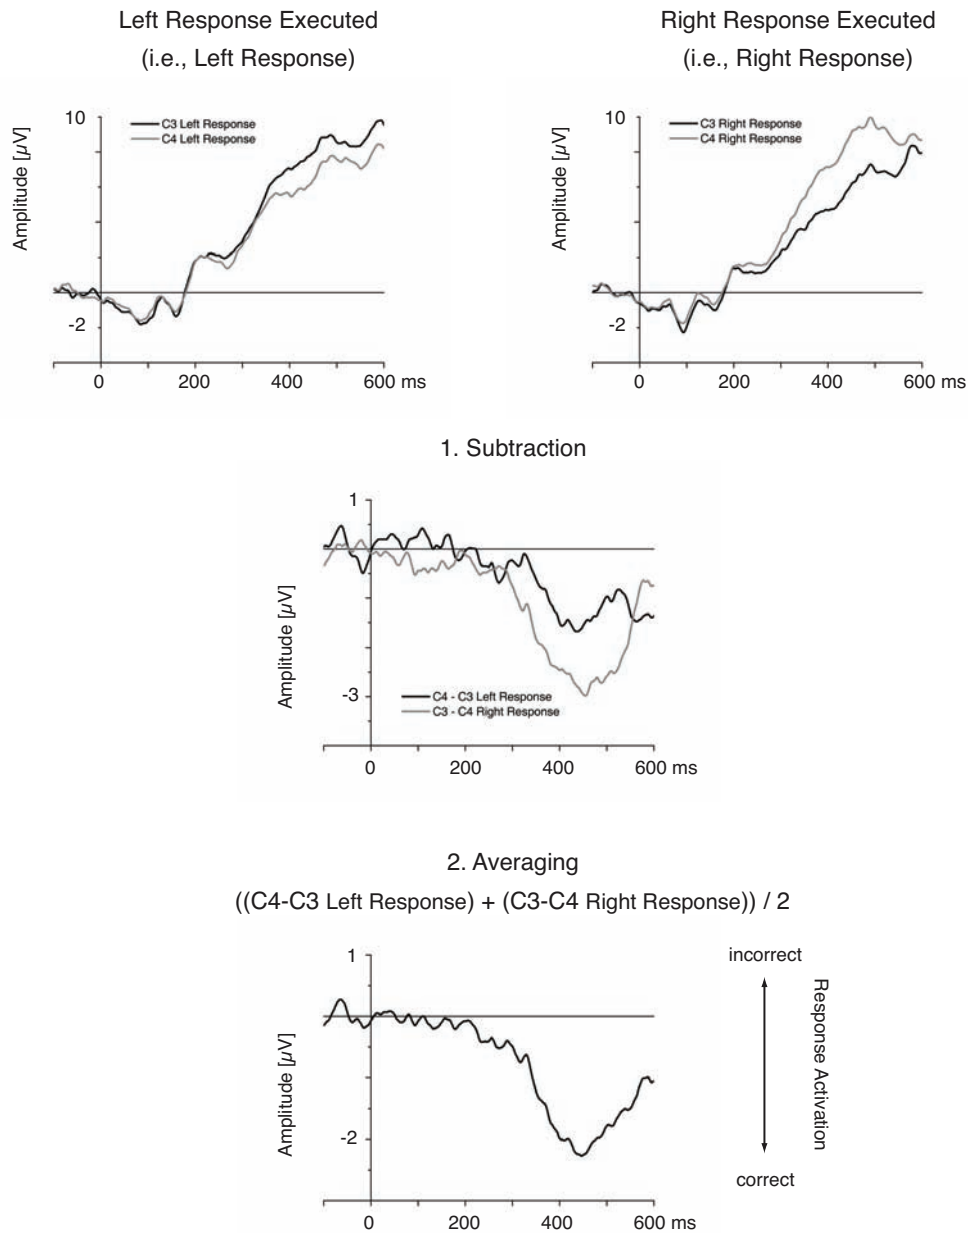 Left Response Executed
(i.e., Left Response)
Right Response Executed
(i.e., Right Response)
Amplitude [µV]
10
-2
C3 Left Response
C4 Left Response
0 200 400 600 ms
Amplitude [µV]
10
-2
C3 Right Response
C4 Right Response
0 200 400 600 ms
1. Subtraction
Amplitude [µV]
1
-3
C4 - C3 Left Response
C3 - C4 Right Response
0 200 400 600 ms
2. Averaging
((C4-C3 Left Response) + (C3-C4 Right Response)) / 2
Amplitude [µV]
1
-2
0 200 400 600 ms
incorrect
Response Activation
correct